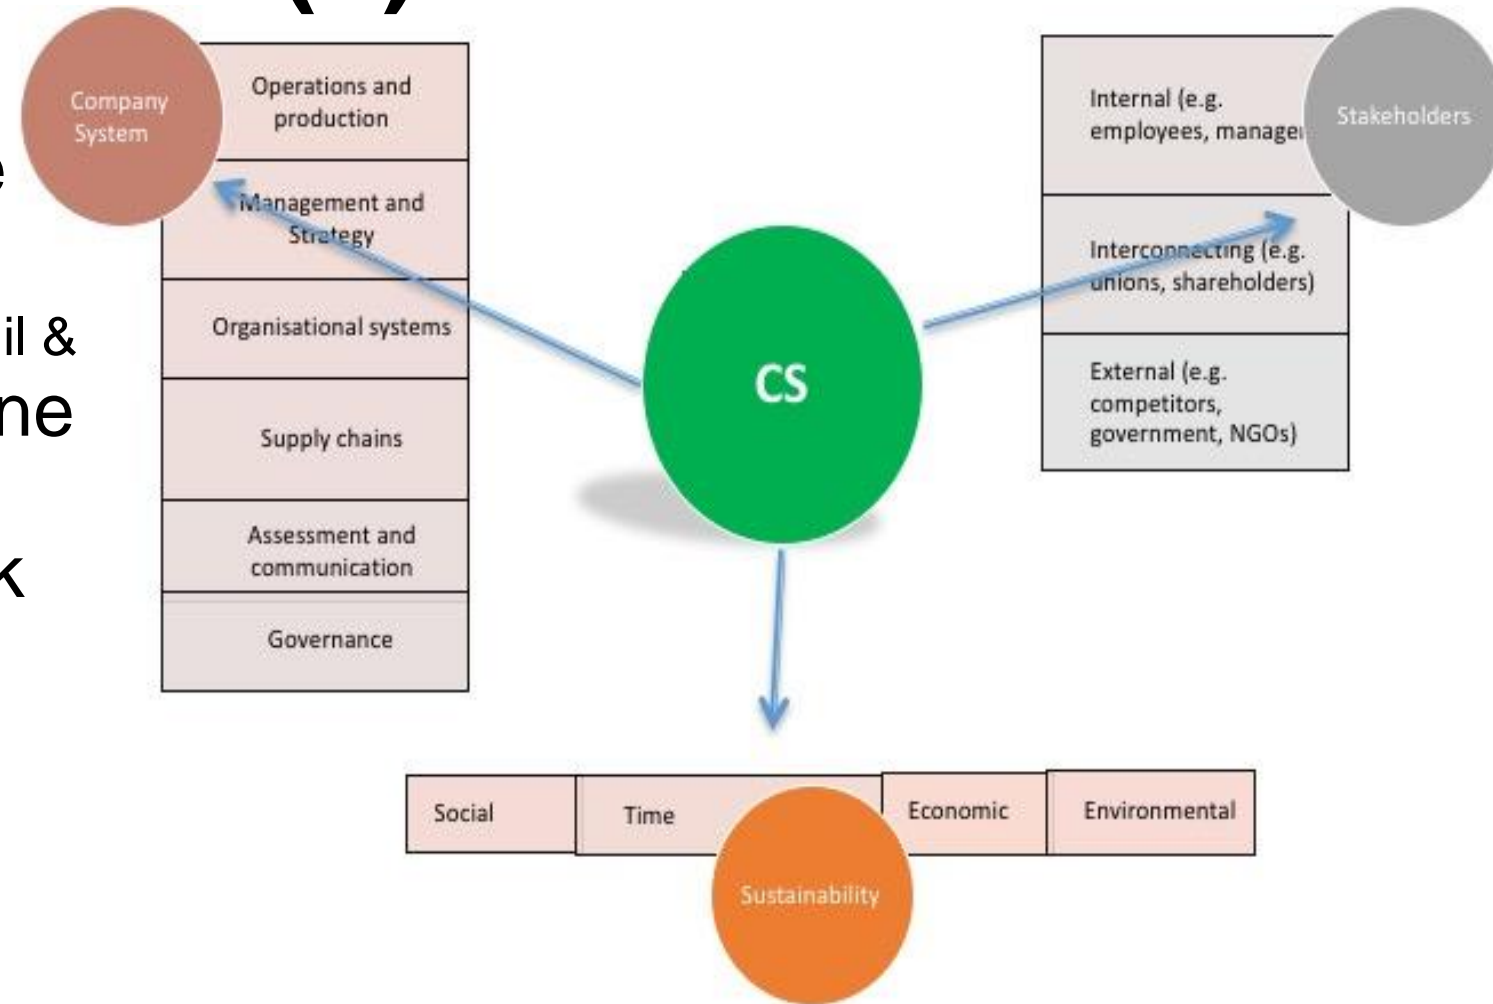 Company
System
Operations and
production
Management and
Strategy
Organisational systems
Supply chains
Assessment and
communication
Governance
il &
ne
k
CS
Internal (e.g.
employees,
Stakeholders
Interconnecting (e.g.
unions, shareholders)
External (e.g.
competitors,
government, NGOs)
Social
Time
Economic
Environmental
Sustainability